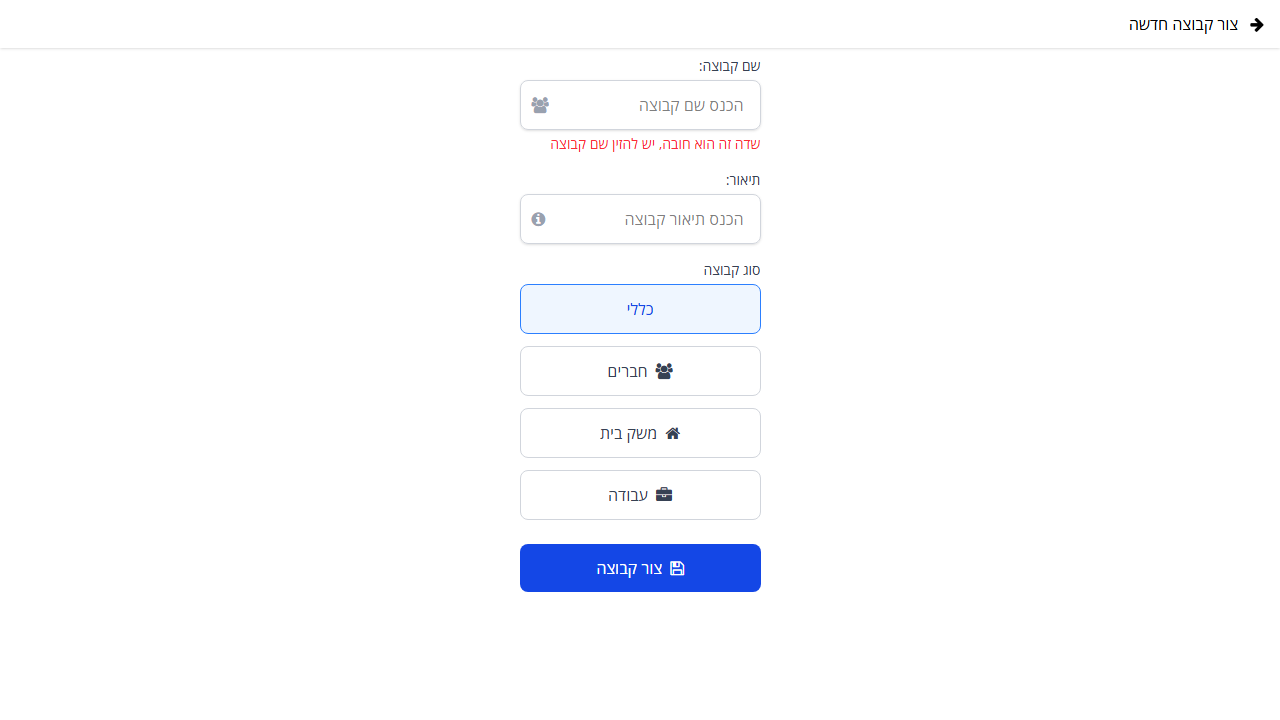 צור קבוצה חדשה
שם קבוצה:
הכנס שם קבוצה
שדה זה הוא חובה, יש להזין שם קבוצה
תיאור:
הכנס תיאור קבוצה
סוג קבוצה
כללי
חברים
משק בית
עבודה
צור קבוצה